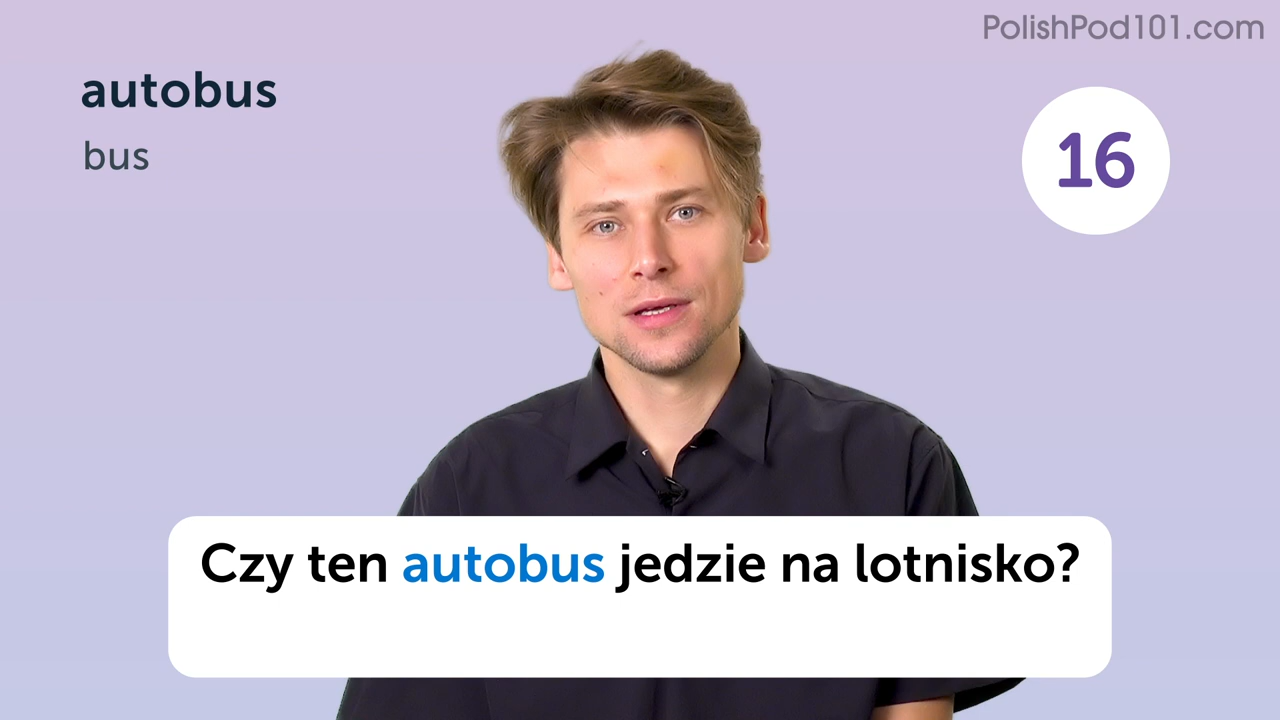 PolishPod101.com
autobus
bus
16
Czy ten autobus jedzie na lotnisko?